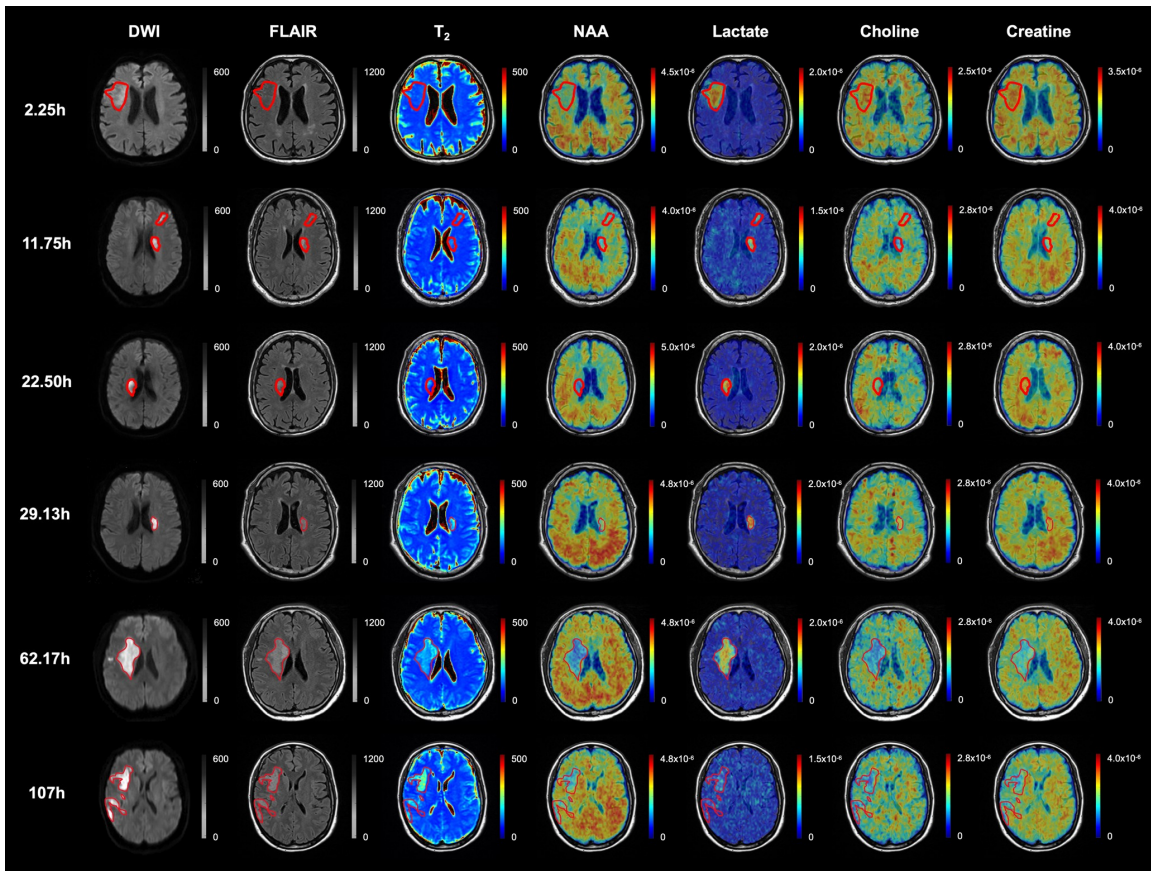 DWI FLAIR T₂ NAA Lactate Choline Creatine
2.25h
600 1200 500 4.5x10⁻⁶ 2.0x10⁻⁶ 2.5x10⁻⁶ 3.5x10⁻⁶
0 0 0 0 0 0 0
11.75h
600 1200 500 4.0x10⁻⁶ 1.5x10⁻⁶ 2.8x10⁻⁶ 4.0x10⁻⁶
0 0 0 0 0 0 0
22.50h
600 1200 500 5.0x10⁻⁶ 2.0x10⁻⁶ 2.8x10⁻⁶ 4.0x10⁻⁶
0 0 0 0 0 0 0
29.13h
600 1200 500 4.8x10⁻⁶ 2.0x10⁻⁶ 2.8x10⁻⁶ 4.0x10⁻⁶
0 0 0 0 0 0 0
62.17h
600 1200 500 4.8x10⁻⁶ 2.0x10⁻⁶ 2.8x10⁻⁶ 4.0x10⁻⁶
0 0 0 0 0 0 0
107h
600 1200 500 4.8x10⁻⁶ 1.5x10⁻⁶ 2.8x10⁻⁶ 4.0x10⁻⁶
0 0 0 0 0 0 0